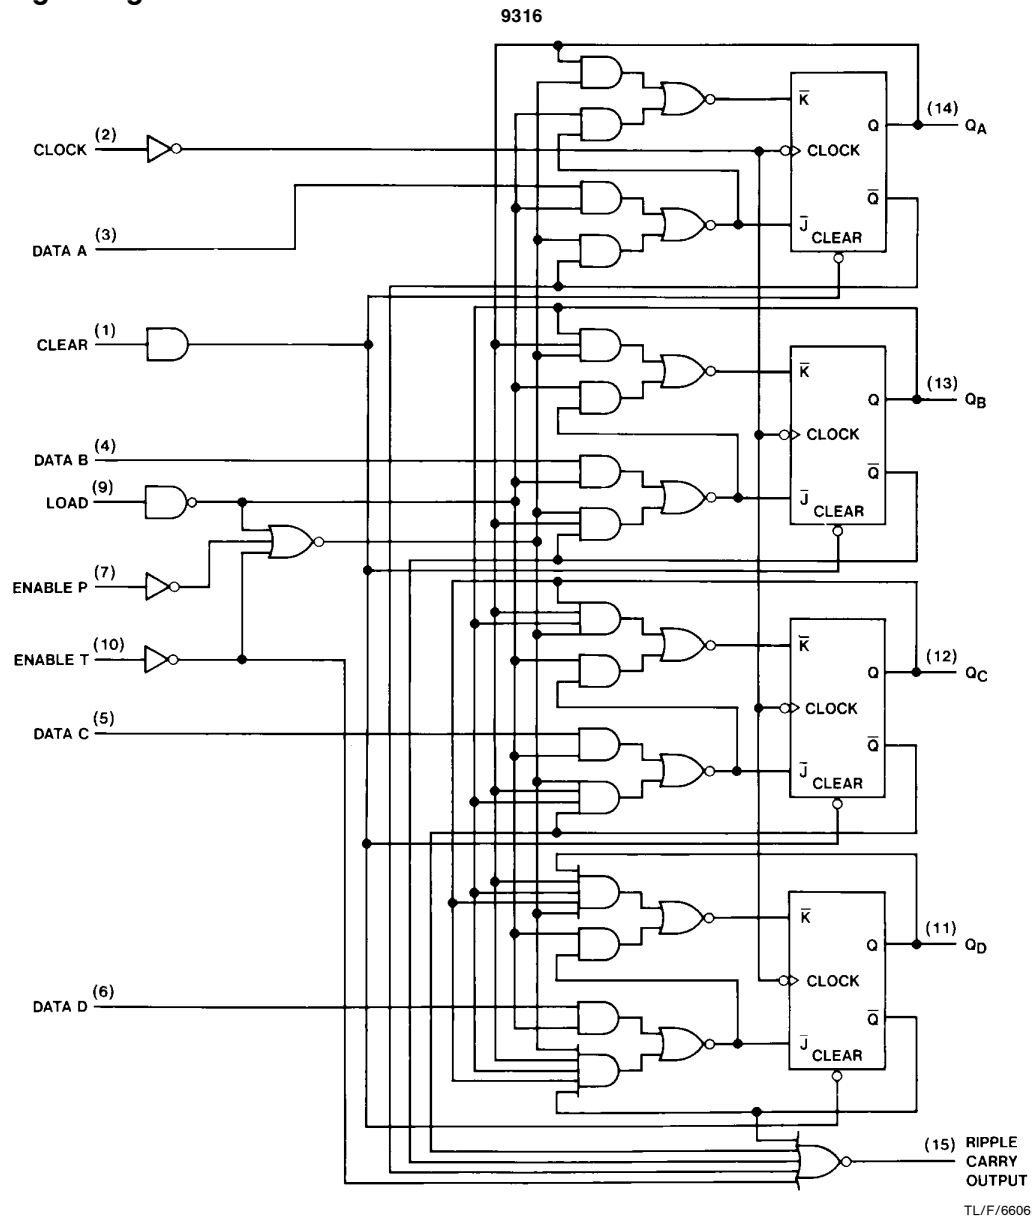 9316
CLOCK (2)
DATA A (3)
CLEAR (1)
DATA B (4)
LOAD (9)
ENABLE P (7)
ENABLE T (10)
DATA C (5)
DATA D (6)
K̅
Q (14) QA
CLOCK
Q̅
J̅
CLEAR
K̅
Q (13) QB
CLOCK
Q̅
J̅
CLEAR
K̅
Q (12) QC
CLOCK
Q̅
J̅
CLEAR
K̅
Q (11) QD
CLOCK
Q̅
J̅
CLEAR
(15) RIPPLE
CARRY
OUTPUT
TL/F/6606